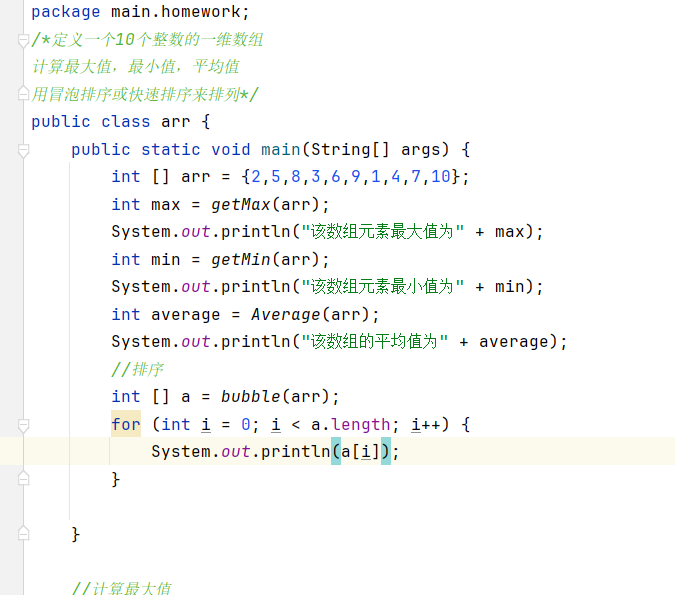 package main.homework;
/*定义一个10个整数的一维数组
计算最大值，最小值，平均值
用冒泡排序或快速排序来排列*/
public class arr {
    public static void main(String[] args) {
        int [] arr = {2,5,8,3,6,9,1,4,7,10};
        int max = getMax(arr);
        System.out.println("该数组元素最大值为" + max);
        int min = getMin(arr);
        System.out.println("该数组元素最小值为" + min);
        int average = Average(arr);
        System.out.println("该数组的平均值为" + average);
        //排序
        int [] a = bubble(arr);
        for (int i = 0; i < a.length; i++) {
            System.out.println(a[i]);
        }
    }
    //计算最大值